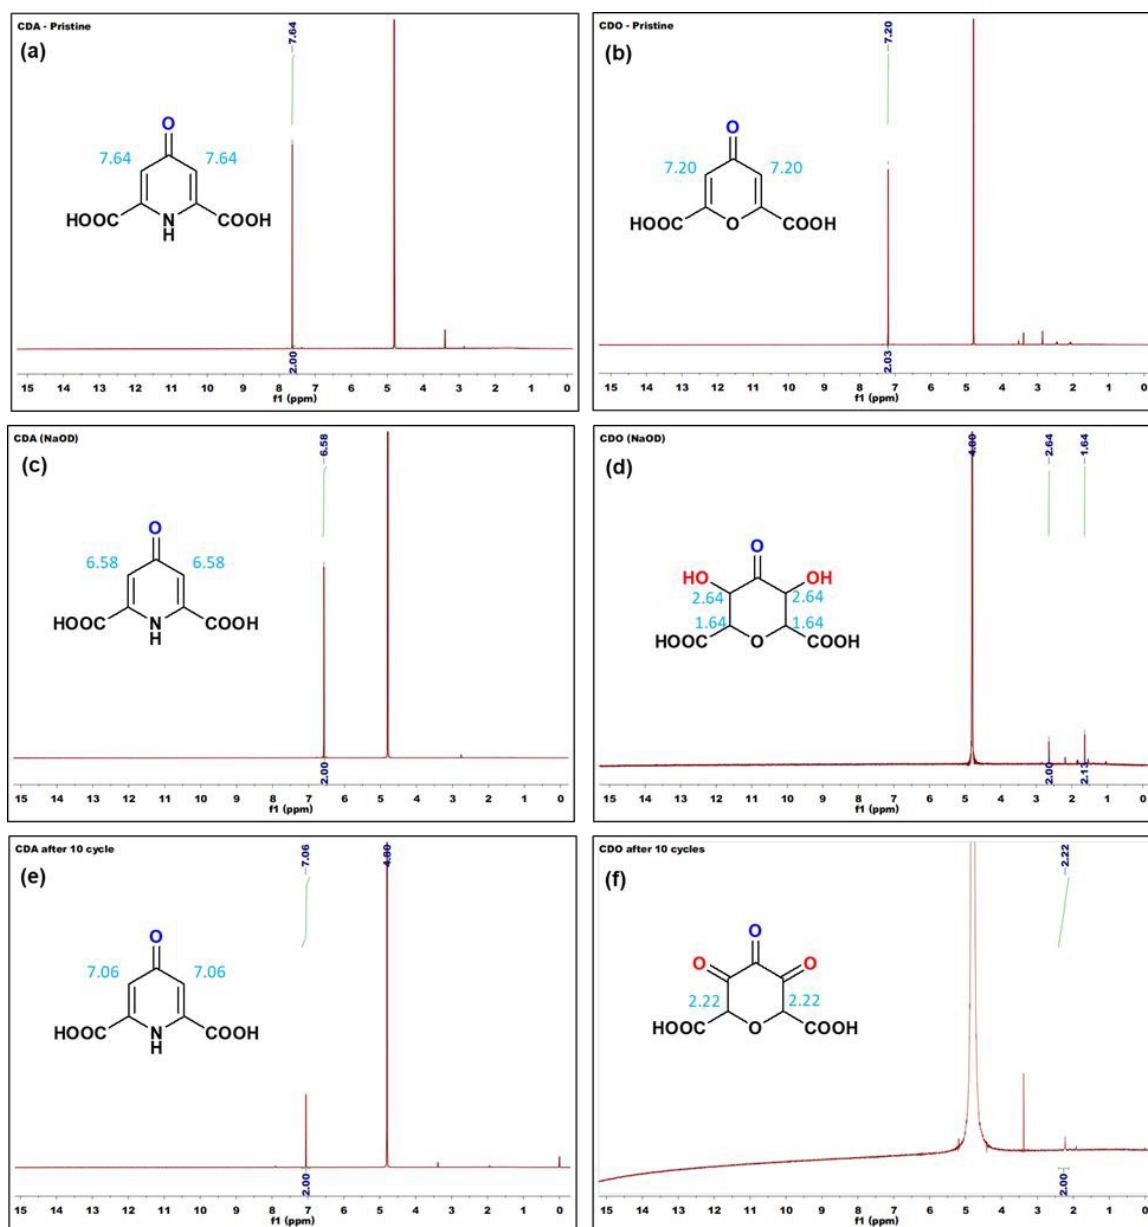 CDA - Pristine
(a)
7.64
O
7.64
7.64
HOOC
N
H
COOH
2.00
15 14 13 12 11 10 9 8 7 6 5 4 3 2 1 0
f1 (ppm)
CDO - Pristine
(b)
7.20
O
7.20
7.20
HOOC
O
COOH
2.03
15 14 13 12 11 10 9 8 7 6 5 4 3 2 1 0
f1 (ppm)
CDA (NaOD)
(c)
6.58
O
6.58
6.58
HOOC
N
H
COOH
2.00
15 14 13 12 11 10 9 8 7 6 5 4 3 2 1 0
f1 (ppm)
CDO (NaOD)
(d)
4.80
2.64
1.64
O
HO
OH
2.64
2.64
1.64
1.64
HOOC
O
COOH
2.00
2.13
15 14 13 12 11 10 9 8 7 6 5 4 3 2 1 0
f1 (ppm)
CDA after 10 cycle
(e)
7.06
4.80
O
7.06
7.06
HOOC
N
H
COOH
2.00
15 14 13 12 11 10 9 8 7 6 5 4 3 2 1 0
f1 (ppm)
CDO after 10 cycles
(f)
2.22
O
O
O
2.22
2.22
HOOC
O
COOH
2.00
15 14 13 12 11 10 9 8 7 6 5 4 3 2 1 0
f1 (ppm)